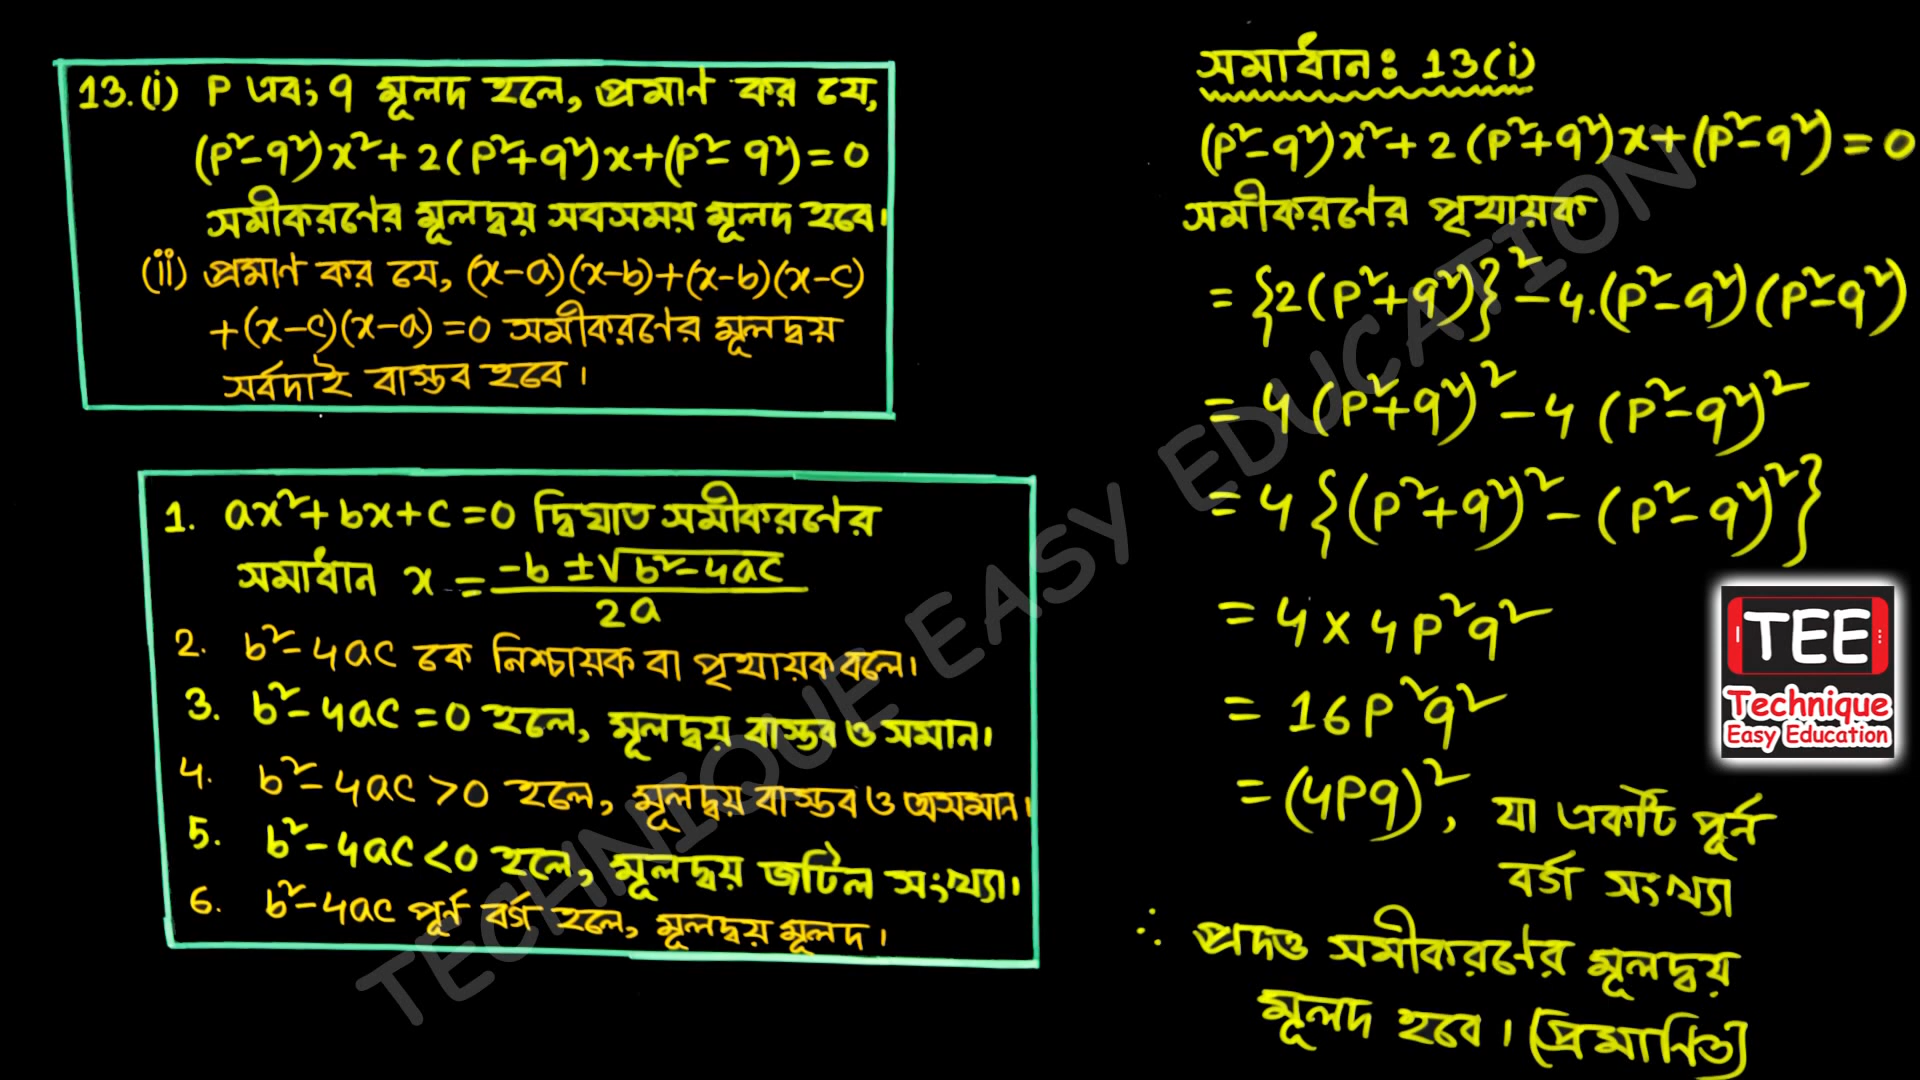 13.(i) P এবং q মূলদ হলে, প্রমাণ কর যে,
(p²-q²)x²+2(p²+q²)x+(p²-q²)=0
সমীকরণের মূলদ্বয় সবসময় মূলদ হবে।
(ii) প্রমাণ কর যে, (x-a)(x-b)+(x-b)(x-c)
+(x-c)(x-a)=0 সমীকরণের মূলদ্বয়
সর্বদাই বাস্তব হবে।
1. ax²+bx+c=0 দ্বিঘাত সমীকরণের
সমাধান x = (-b ±√(b²-4ac))/2a
2. b²-4ac কে নিশ্চায়ক বা পৃথায়ক বলে।
3. b²-4ac=0 হলে, মূলদ্বয় বাস্তব ও সমান।
4. b²-4ac>0 হলে, মূলদ্বয় বাস্তব ও অসমান।
5. b²-4ac<0 হলে, মূলদ্বয় জটিল সংখ্যা।
6. b²-4ac পূর্ন বর্গ হলে, মূলদ্বয় মূলদ।
সমাধান: 13(i)
(p²-q²)x²+2(p²+q²)x+(p²-q²)=0
সমীকরণের পৃথায়ক
= {2(p²+q²)}²-4.(p²-q²)(p²-q²)
= 4(p²+q²)²-4(p²-q²)²
= 4{(p²+q²)²-(p²-q²)²}
= 4×4p²q²
= 16p²q²
= (4pq)², যা একটি পূর্ন
বর্গ সংখ্যা
∴ প্রদত্ত সমীকরণের মূলদ্বয়
মূলদ হবে। [প্রমাণিত]
TEE
Technique
Easy Education
TECHNIQUE EASY EDUCATION